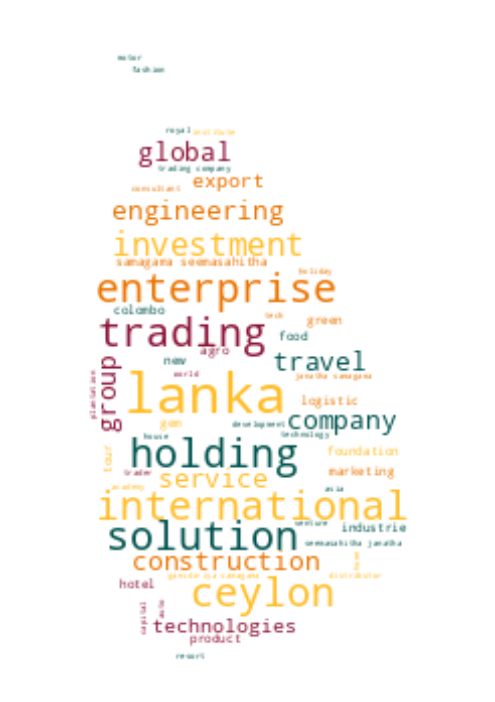 motor
fashion
royal institute
global
trading company
export
consultant
engineering
investment
samagama seemasahitha
holiday
enterprise
colombo
tech
green
trading
food
agro
new
travel
group
world
janatha samagama
plantation
lanka
logistic
company
gem
development
technology
house
holding
tour
foundation
trader
marketing
service
academy
asia
international
solution
venture
industrie
seemasahitha janatha
construction
distributor
hotel
ceylon
capital
auto
technologies
product
resort